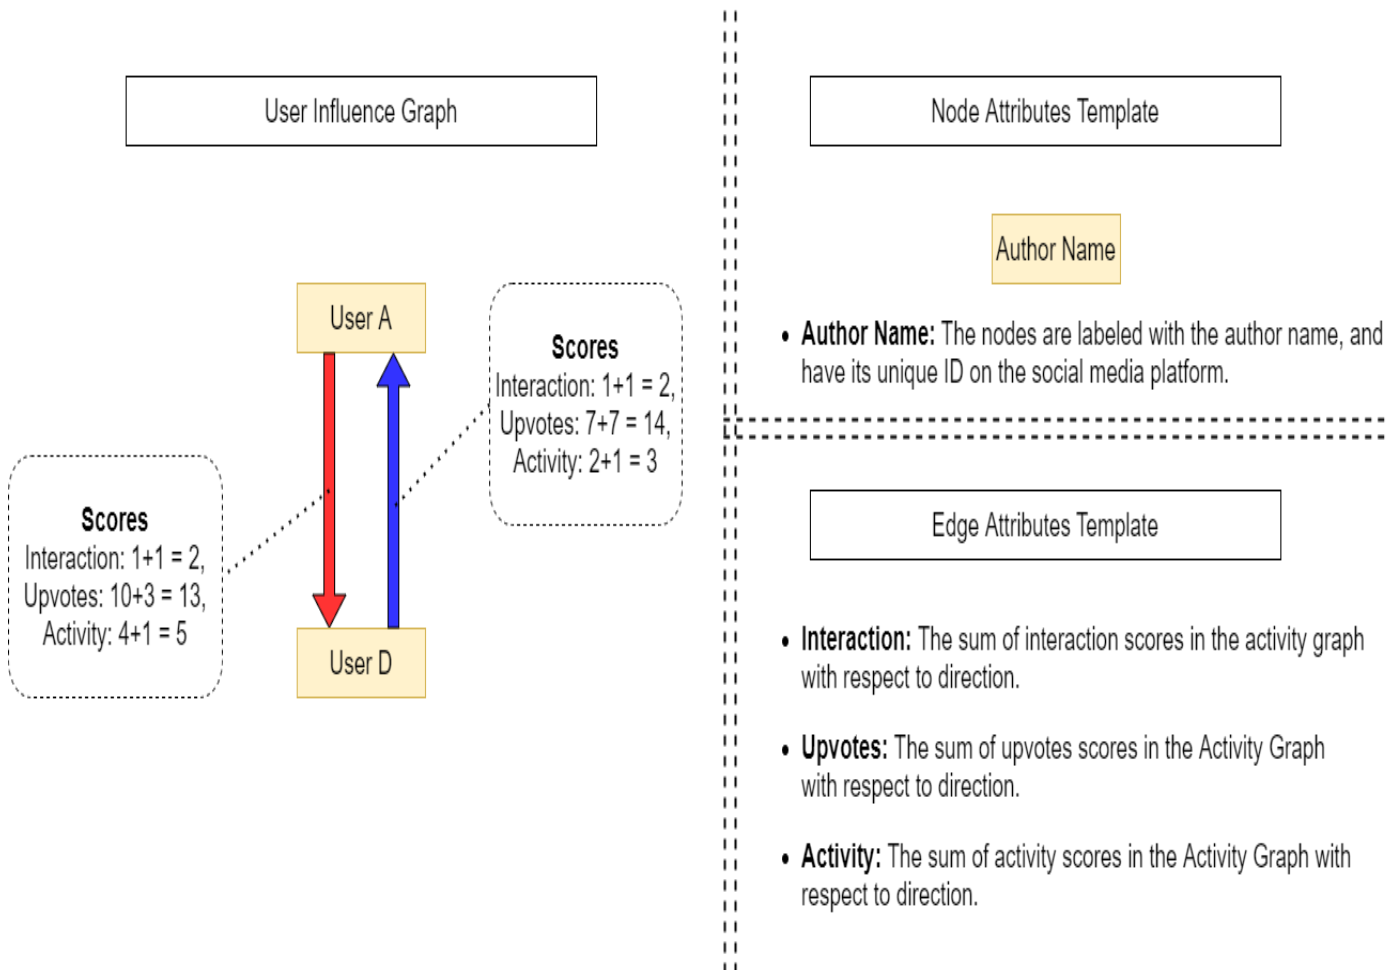 User Influence Graph
User A
Scores
Interaction: 1+1 = 2,
Upvotes: 7+7 = 14,
Activity: 2+1 = 3
Scores
Interaction: 1+1 = 2,
Upvotes: 10+3 = 13,
Activity: 4+1 = 5
User D
Node Attributes Template
Author Name
• Author Name: The nodes are labeled with the author name, and
have its unique ID on the social media platform.
Edge Attributes Template
• Interaction: The sum of interaction scores in the activity graph
with respect to direction.
• Upvotes: The sum of upvotes scores in the Activity Graph
with respect to direction.
• Activity: The sum of activity scores in the Activity Graph with
respect to direction.